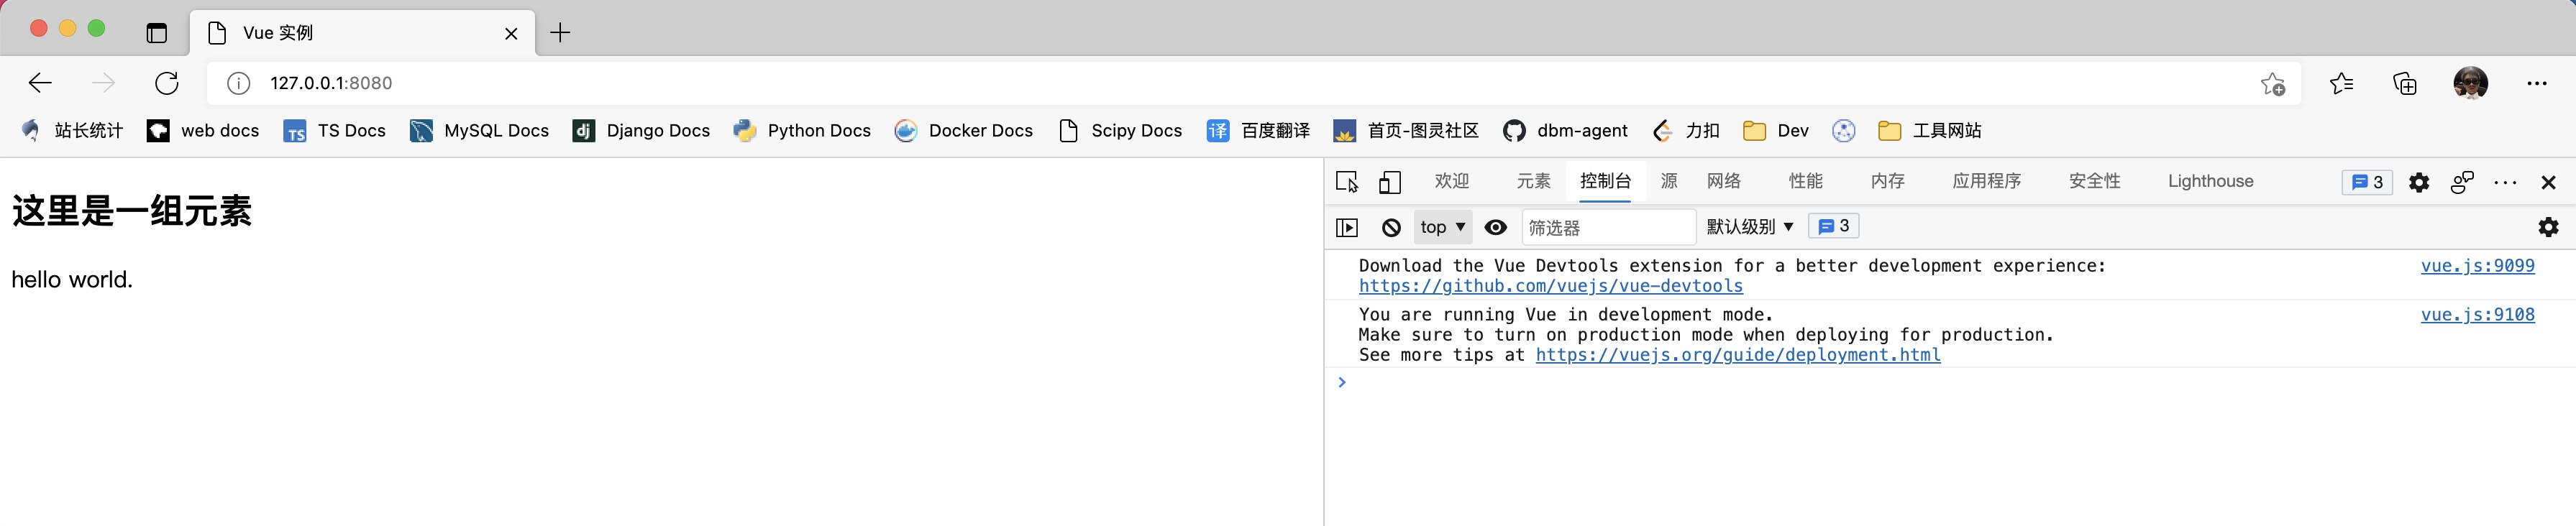 Vue 实例
127.0.0.1:8080
站长统计 web docs TS TS Docs MySQL Docs dj Django Docs Python Docs Docker Docs Scipy Docs 译 百度翻译 首页-图灵社区 dbm-agent 力扣 Dev 工具网站
这里是一组元素
hello world.
欢迎 元素 控制台 源 网络 性能 内存 应用程序 安全性 Lighthouse 3
top 筛选器 默认级别 3
Download the Vue Devtools extension for a better development experience: vue.js:9099
https://github.com/vuejs/vue-devtools
You are running Vue in development mode. vue.js:9108
Make sure to turn on production mode when deploying for production.
See more tips at https://vuejs.org/guide/deployment.html